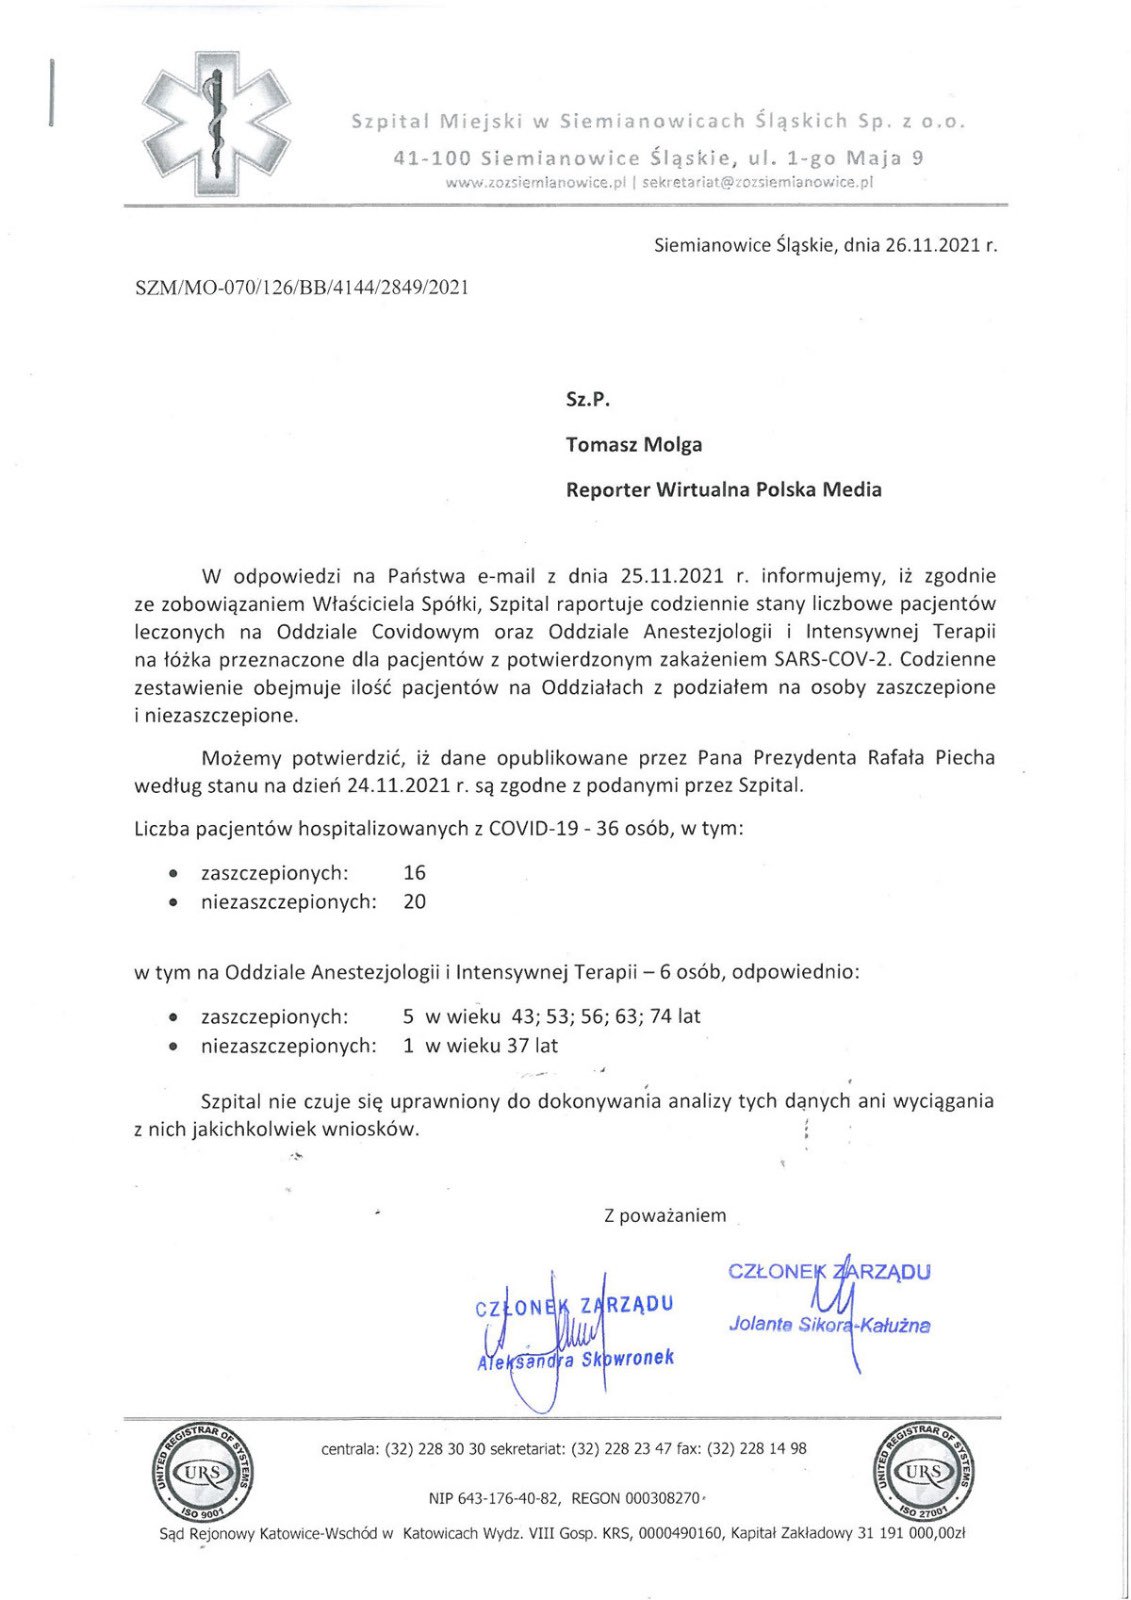 Szpital Miejski w Siemianowicach Śląskich Sp. z o.o.
41-100 Siemianowice Śląskie, ul. 1-go Maja 9
www.zozsiemianowice.pl | sekretariat@zozsiemianowice.pl
Siemianowice Śląskie, dnia 26.11.2021 r.
SZM/MO-070/126/BB/4144/2849/2021
Sz.P.
Tomasz Molga
Reporter Wirtualna Polska Media
W odpowiedzi na Państwa e-mail z dnia 25.11.2021 r. informujemy, iż zgodnie
ze zobowiązaniem Właściciela Spółki, Szpital raportuje codziennie stany liczbowe pacjentów
leczonych na Oddziale Covidowym oraz Oddziale Anestezjologii i Intensywnej Terapii
na łóżka przeznaczone dla pacjentów z potwierdzonym zakażeniem SARS-COV-2. Codzienne
zestawienie obejmuje ilość pacjentów na Oddziałach z podziałem na osoby zaszczepione
i niezaszczepione.
Możemy potwierdzić, iż dane opublikowane przez Pana Prezydenta Rafała Piecha
według stanu na dzień 24.11.2021 r. są zgodne z podanymi przez Szpital.
Liczba pacjentów hospitalizowanych z COVID-19 - 36 osób, w tym:
• zaszczepionych: 16
• niezaszczepionych: 20
w tym na Oddziale Anestezjologii i Intensywnej Terapii – 6 osób, odpowiednio:
• zaszczepionych: 5 w wieku 43; 53; 56; 63; 74 lat
• niezaszczepionych: 1 w wieku 37 lat
Szpital nie czuje się uprawniony do dokonywania analizy tych danych ani wyciągania
z nich jakichkolwiek wniosków.
Z poważaniem
CZŁONEK ZARZĄDU
Jolanta Sikora-Kałużna
CZŁONEK ZARZĄDU
Aleksandra Skowronek
UNITED REGISTRAR OF SYSTEMS
URS
ISO 9001
centrala: (32) 228 30 30 sekretariat: (32) 228 23 47 fax: (32) 228 14 98
NIP 643-176-40-82, REGON 000308270
UNITED REGISTRAR OF SYSTEMS
URS
ISO 27001
Sąd Rejonowy Katowice-Wschód w Katowicach Wydz. VIII Gosp. KRS, 0000490160, Kapitał Zakładowy 31 191 000,00zł